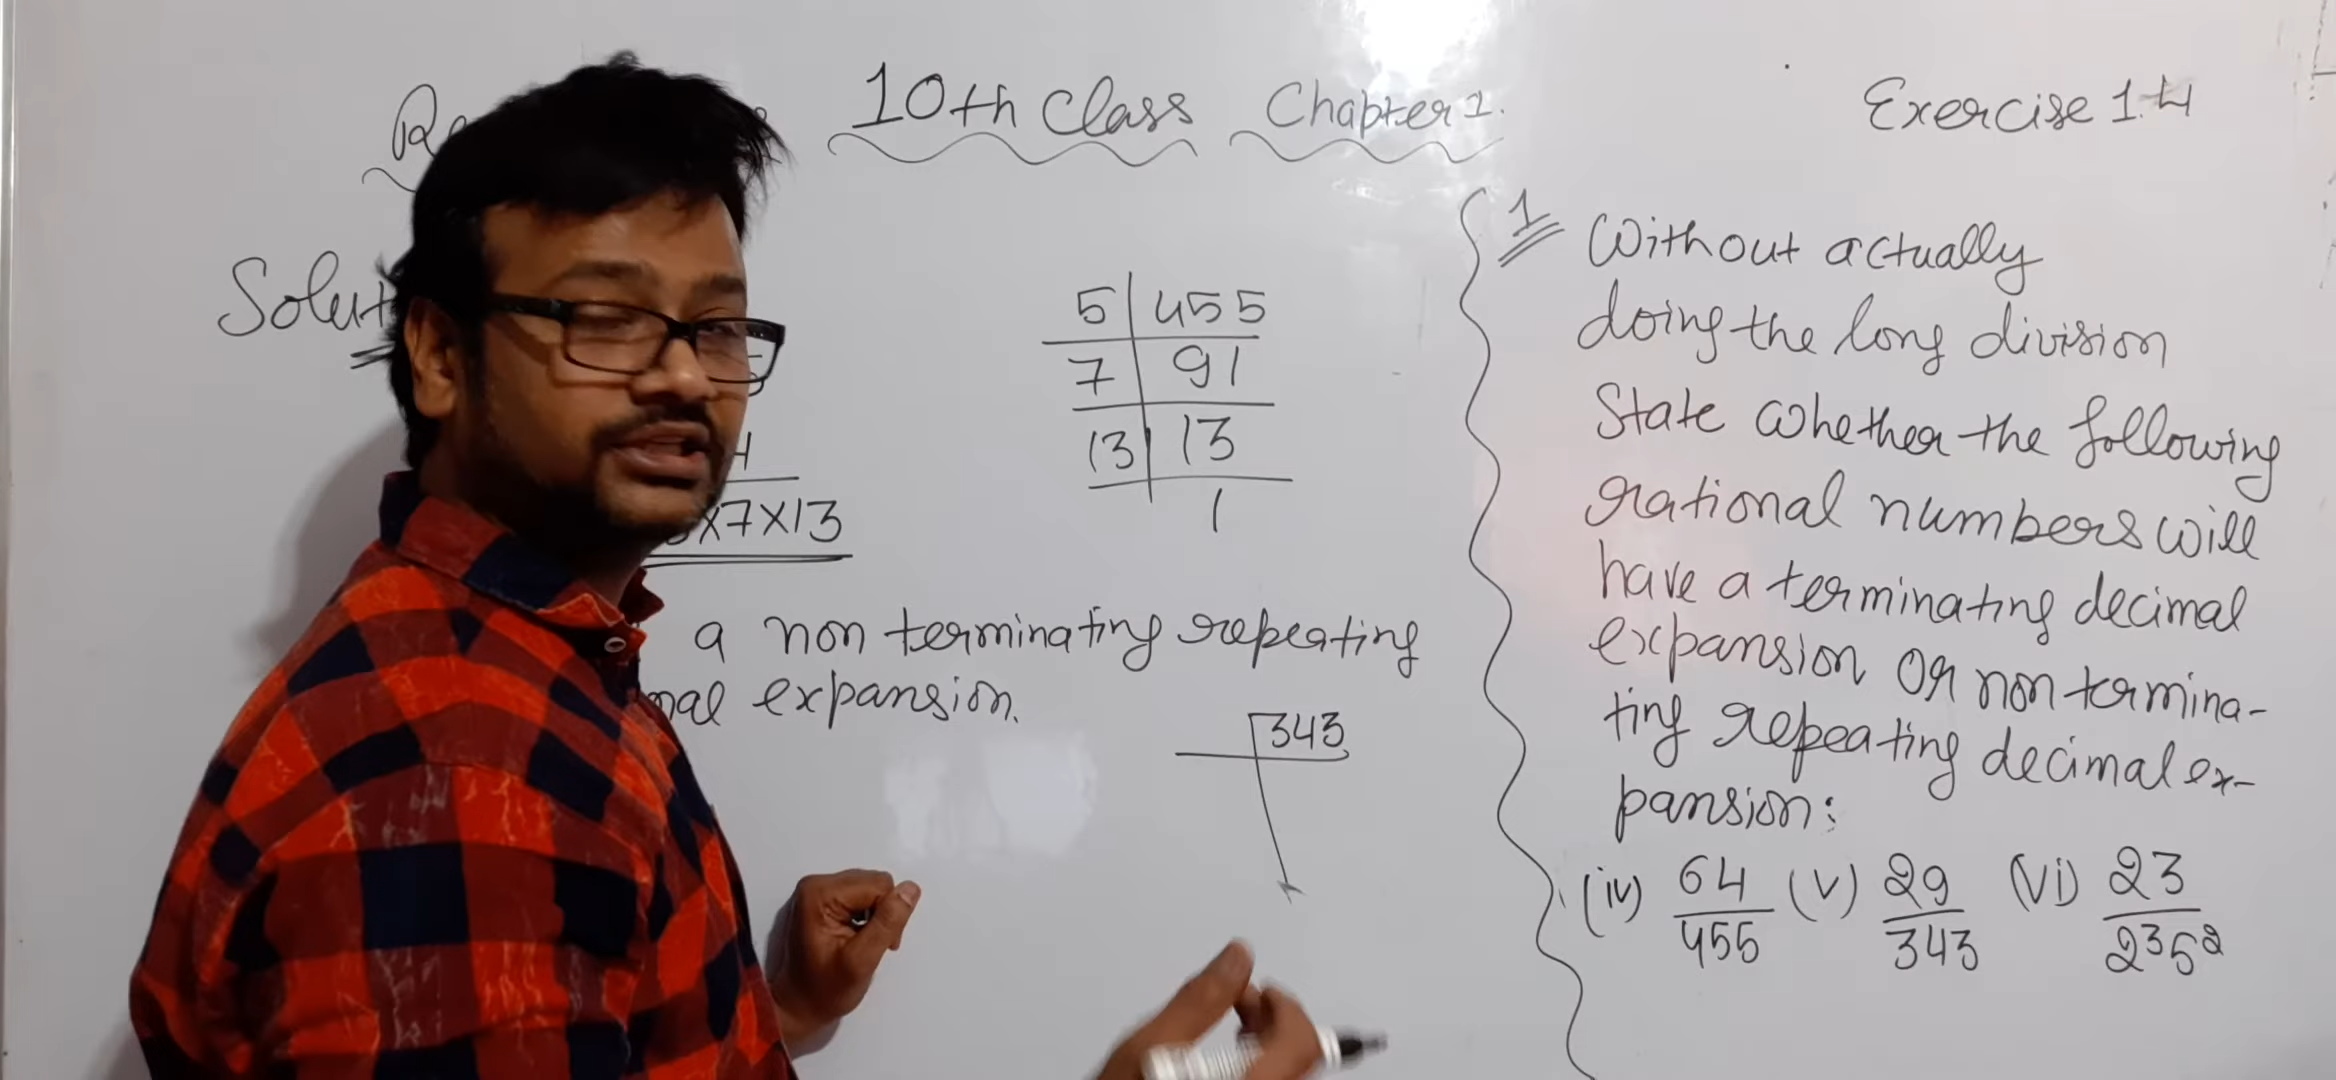 10th Class Chapter 1.
Exercise 1.4
5 | 455
7 | 91
13 | 13
1
x7x13
a non terminating repeating
expansion.
343
1 Without actually
doing the long division
State whether the following
rational numbers will
have a terminating decimal
expansion or non termina-
ting repeating decimal ex-
pansion:
(iv) 64/455 (v) 29/343 (vi) 23/2³5²